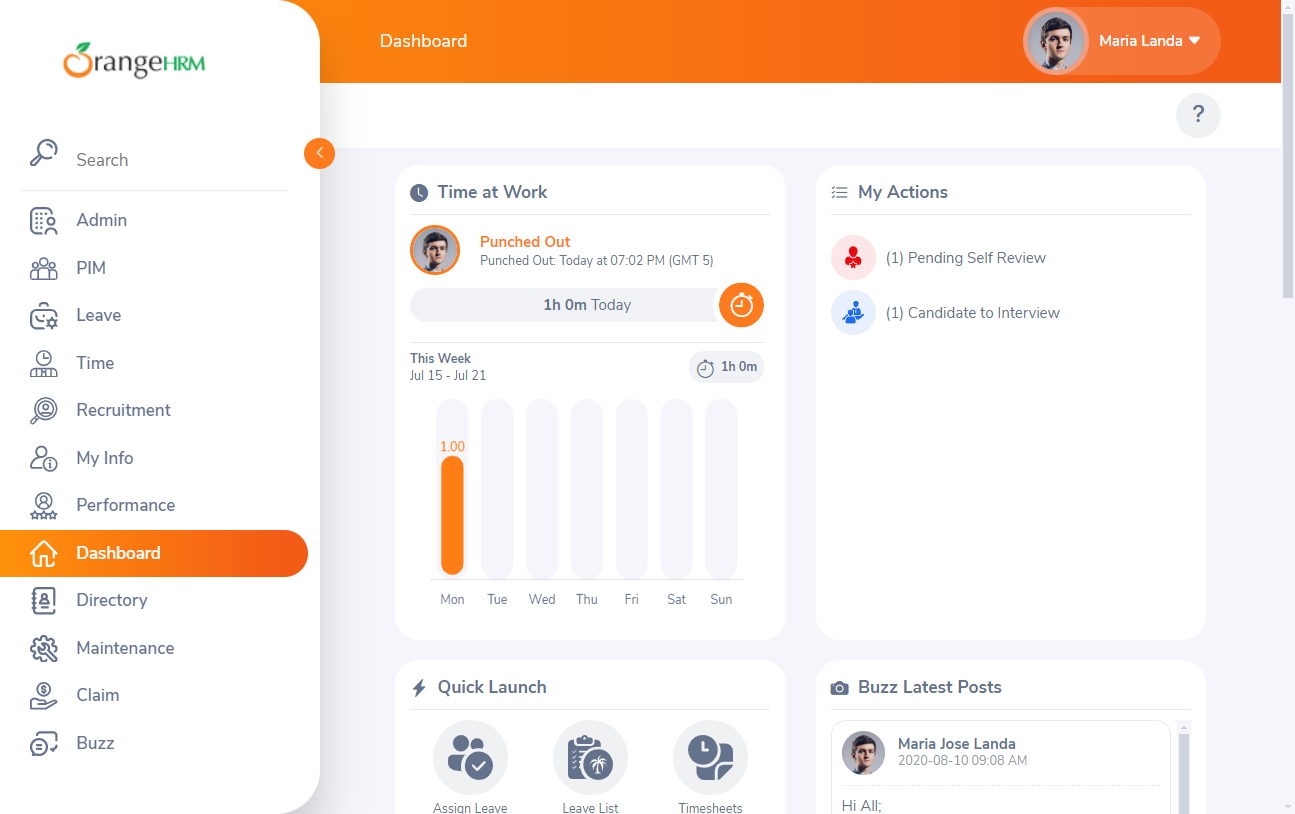 OrangeHRM
Search
Admin
PIM
Leave
Time
Recruitment
My Info
Performance
Dashboard
Directory
Maintenance
Claim
Buzz
Dashboard
Maria Landa
?
Time at Work
Punched Out
Punched Out: Today at 07:02 PM (GMT 5)
1h 0m Today
This Week
Jul 15 - Jul 21
1h 0m
1.00
Mon Tue Wed Thu Fri Sat Sun
My Actions
(1) Pending Self Review
(1) Candidate to Interview
Quick Launch
Assign Leave Leave List Timesheets
Buzz Latest Posts
Maria Jose Landa
2020-08-10 09:08 AM
Hi All;